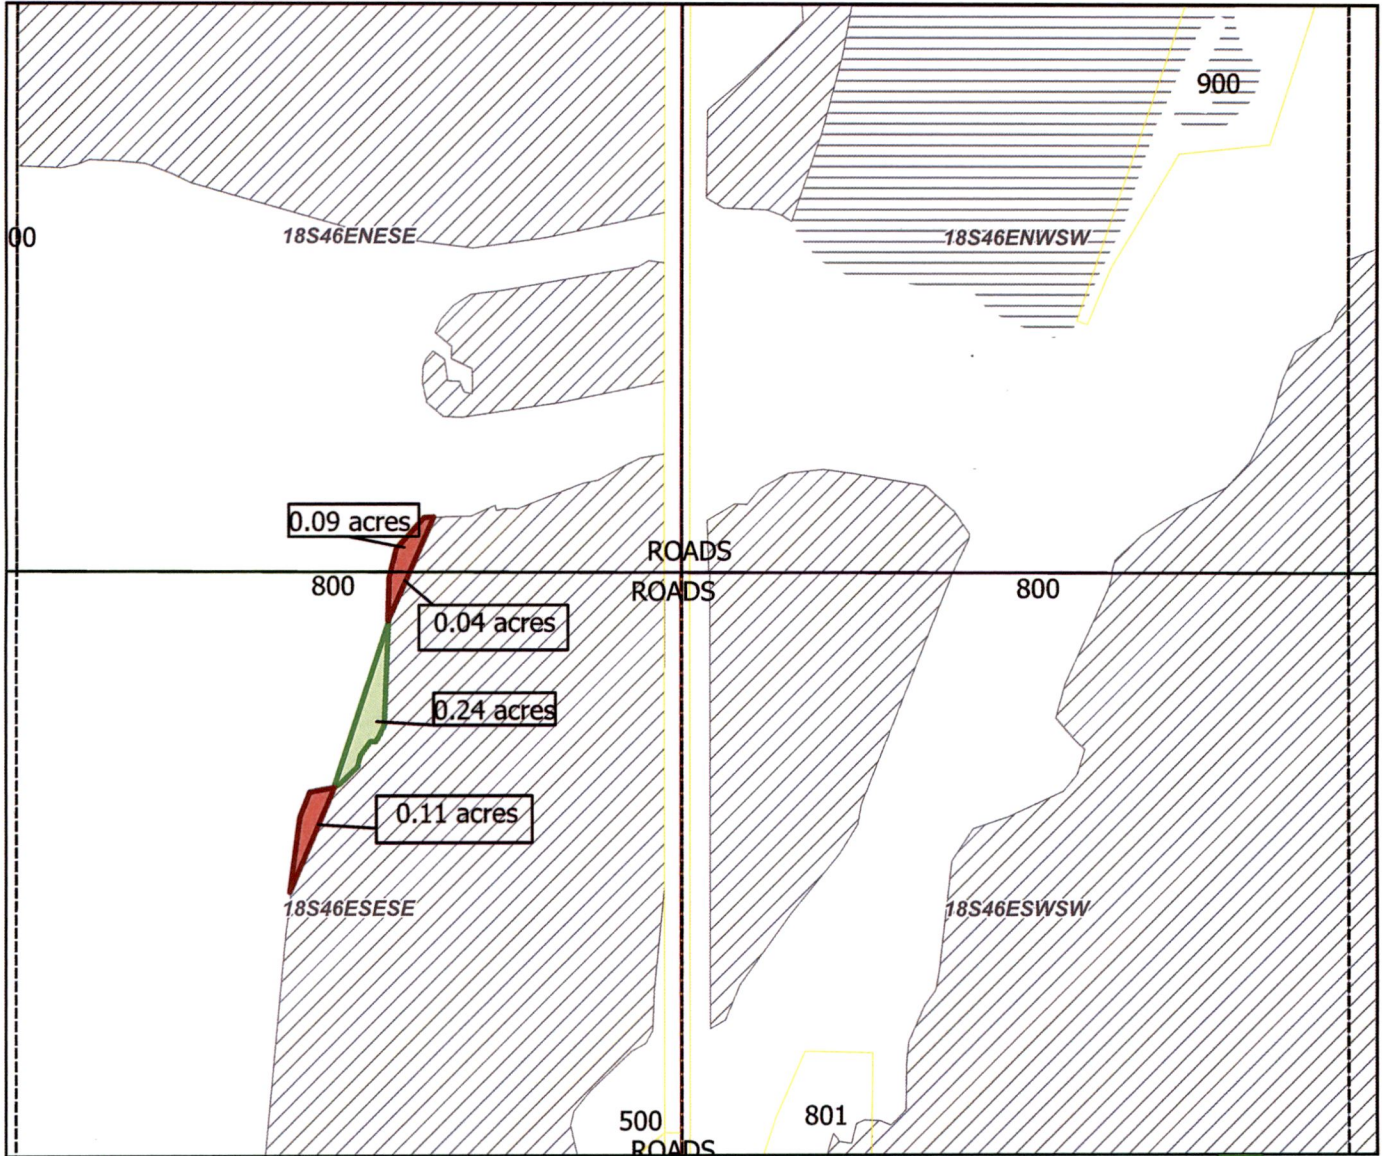 900
00
18S46ENESE
18S46ENWSW
0.09 acres
ROADS
800
ROADS
800
0.04 acres
0.24 acres
0.11 acres
18S46ESESE
18S46ESWSW
500
801
ROADS